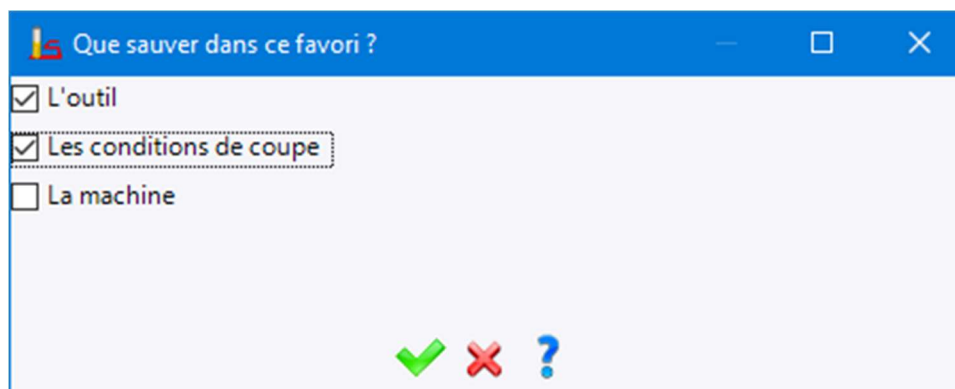 Que sauver dans ce favori ?
L'outil
Les conditions de coupe
La machine